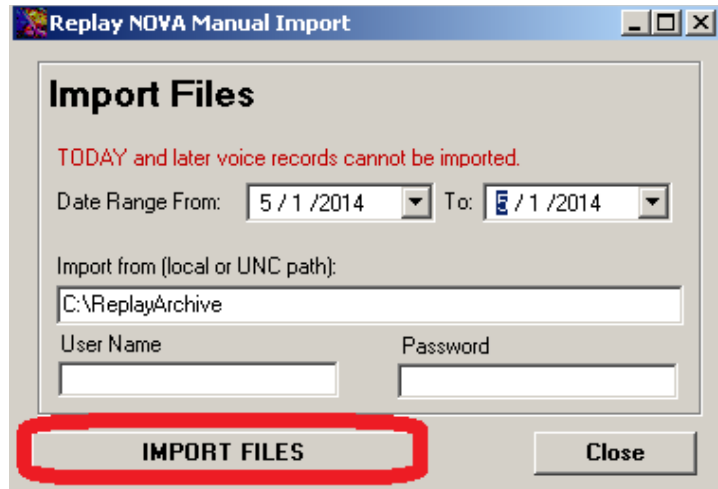 Replay NOVA Manual Import
Import Files
TODAY and later voice records cannot be imported.
Date Range From: 5 / 1 /2014 To: 5 / 1 /2014
Import from (local or UNC path):
C:\ReplayArchive
User Name Password
IMPORT FILES Close